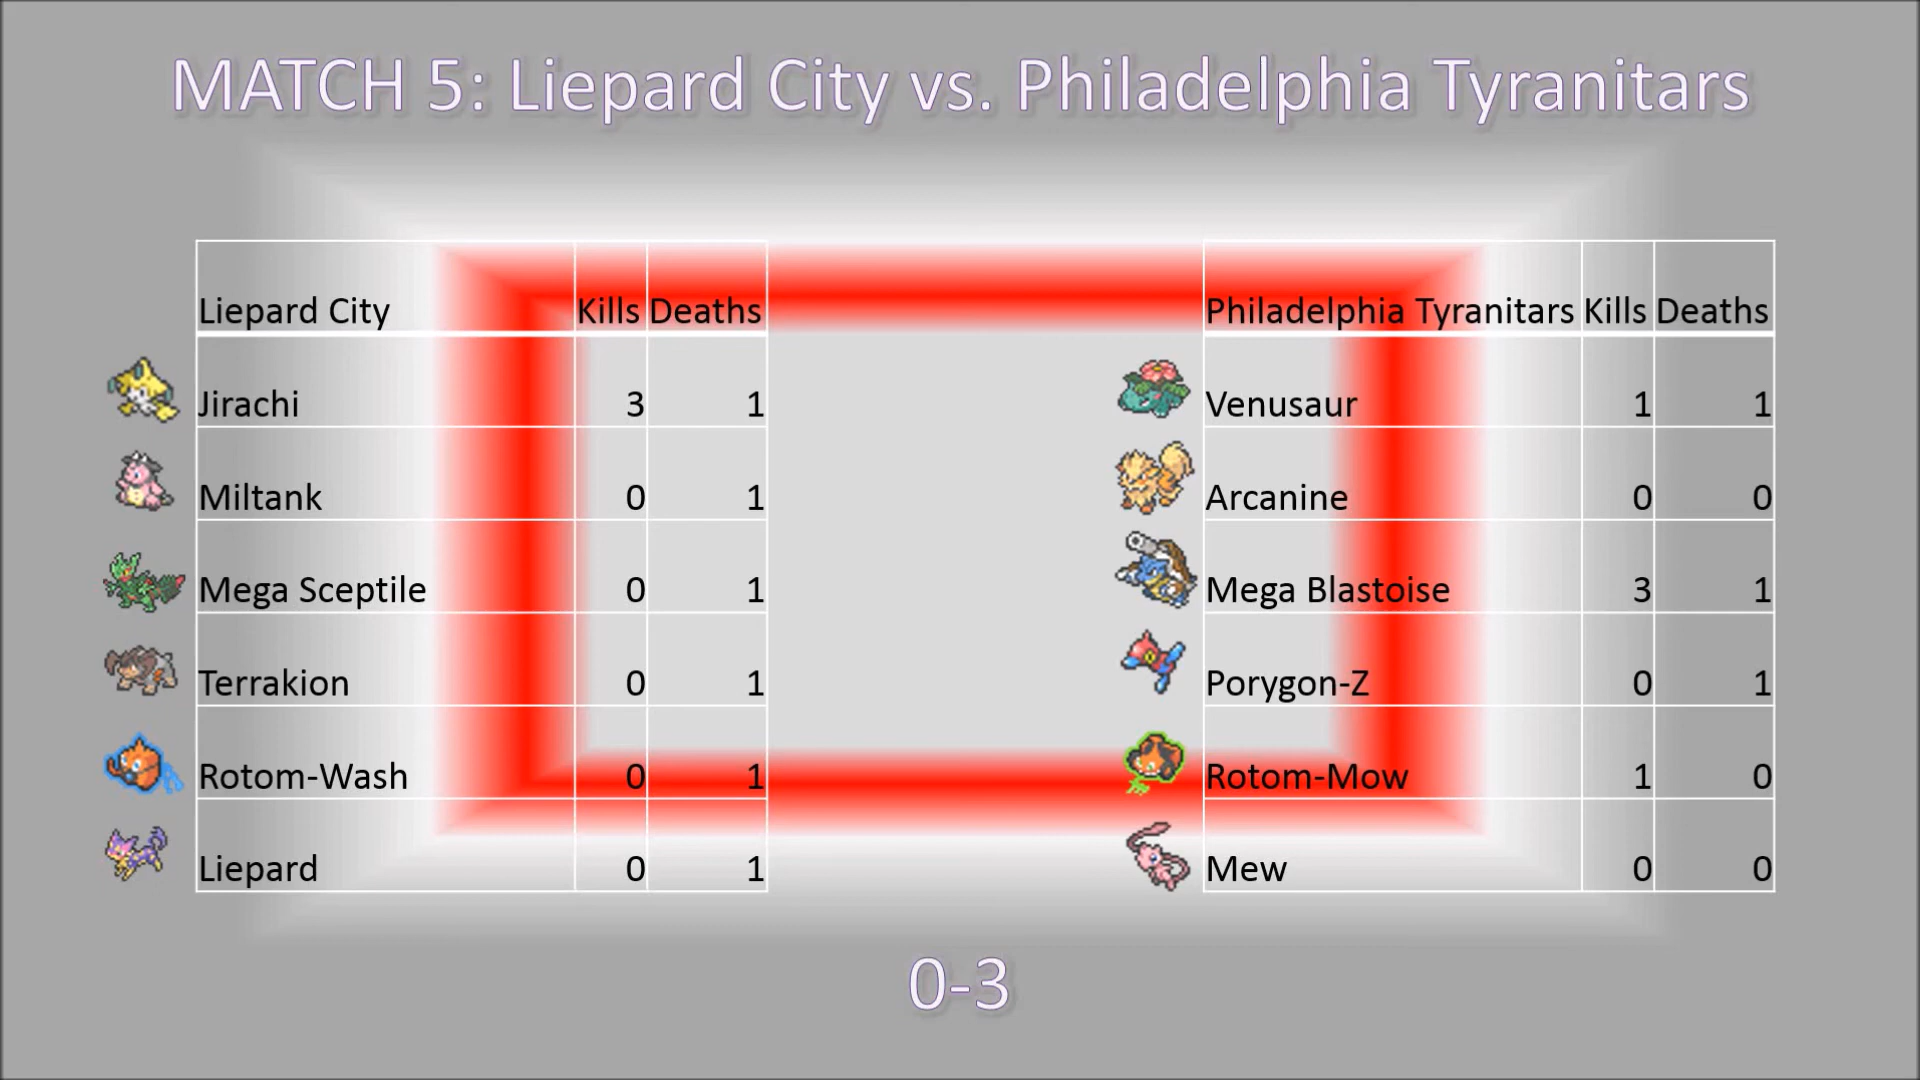 MATCH 5: Liepard City vs. Philadelphia Tyranitars
Liepard City Kills Deaths
Jirachi 3 1
Miltank 0 1
Mega Sceptile 0 1
Terrakion 0 1
Rotom-Wash 0 1
Liepard 0 1
Philadelphia Tyranitars Kills Deaths
Venusaur 1 1
Arcanine 0 0
Mega Blastoise 3 1
Porygon-Z 0 1
Rotom-Mow 1 0
Mew 0 0
0-3